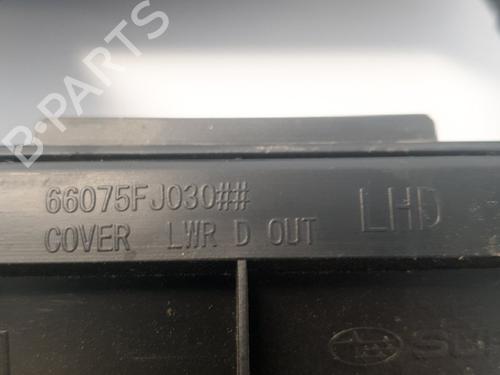 B-PARTS
66075FJ030##
COVER LWR D OUT
LHD